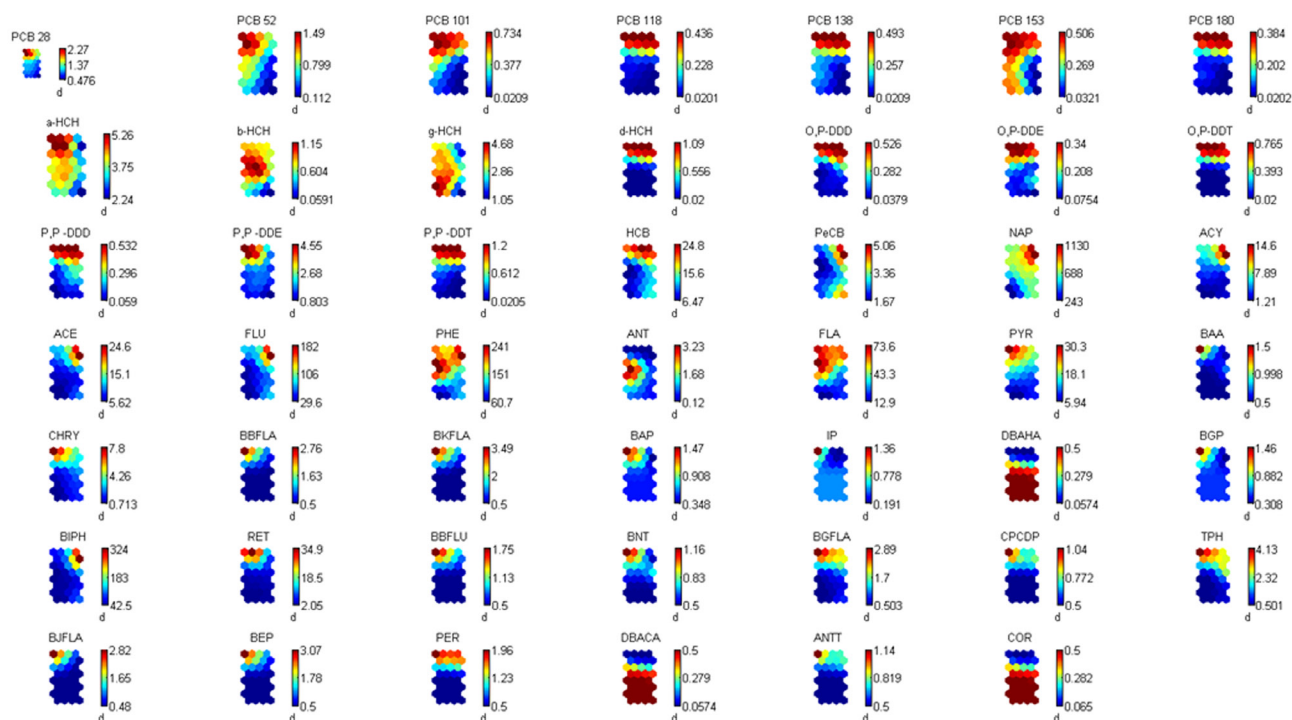 PCB 28
2.27
1.37
0.476
d
PCB 52
1.49
0.799
0.112
d
PCB 101
0.734
0.377
0.0209
d
PCB 118
0.436
0.228
0.0201
d
PCB 138
0.493
0.257
0.0209
d
PCB 153
0.506
0.269
0.0321
d
PCB 180
0.384
0.202
0.0202
d
a-HCH
5.26
3.75
2.24
d
b-HCH
1.15
0.604
0.0591
d
g-HCH
4.68
2.86
1.05
d
d-HCH
1.09
0.556
0.02
d
O,P-DDD
0.526
0.282
0.0379
d
O,P-DDE
0.34
0.208
0.0754
d
O,P-DDT
0.765
0.393
0.02
d
P,P -DDD
0.532
0.296
0.059
d
P,P -DDE
4.55
2.68
0.803
d
P,P -DDT
1.2
0.612
0.0205
d
HCB
24.8
15.6
6.47
d
PeCB
5.06
3.36
1.67
d
NAP
1130
688
243
d
ACY
14.6
7.89
1.21
d
ACE
24.6
15.1
5.62
d
FLU
182
106
29.6
d
PHE
241
151
60.7
d
ANT
3.23
1.68
0.12
d
FLA
73.6
43.3
12.9
d
PYR
30.3
18.1
5.94
d
BAA
1.5
0.998
0.5
d
CHRY
7.8
4.26
0.713
d
BBFLA
2.76
1.63
0.5
d
BKFLA
3.49
2
0.5
d
BAP
1.47
0.908
0.348
d
IP
1.36
0.778
0.191
d
DBAHA
0.5
0.279
0.0574
d
BGP
1.46
0.882
0.308
d
BIPH
324
183
42.5
d
RET
34.9
18.5
2.05
d
BBFLU
1.75
1.13
0.5
d
BNT
1.16
0.83
0.5
d
BGFLA
2.89
1.7
0.503
d
CPCDP
1.04
0.772
0.5
d
TPH
4.13
2.32
0.501
d
BJFLA
2.82
1.65
0.48
d
BEP
3.07
1.78
0.5
d
PER
1.96
1.23
0.5
d
DBACA
0.5
0.279
0.0574
d
ANTT
1.14
0.819
0.5
d
COR
0.5
0.282
0.065
d